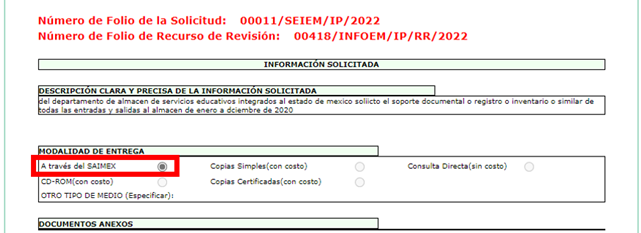 Número de Folio de la Solicitud: 00011/SEIEM/IP/2022
Número de Folio de Recurso de Revisión: 00418/INFOEM/IP/RR/2022
INFORMACIÓN SOLICITADA
DESCRIPCIÓN CLARA Y PRECISA DE LA INFORMACIÓN SOLICITADA
del departamento de almacen de servicios educativos integrados al estado de mexico soliicto el soporte documental o registro o inventario o similar de
todas las entradas y salidas al almacen de enero a dciembre de 2020
MODALIDAD DE ENTREGA
A través del SAIMEX Copias Simples(con costo) Consulta Directa(sin costo)
CD-ROM(con costo) Copias Certificadas(con costo)
OTRO TIPO DE MEDIO (Especificar):
DOCUMENTOS ANEXOS